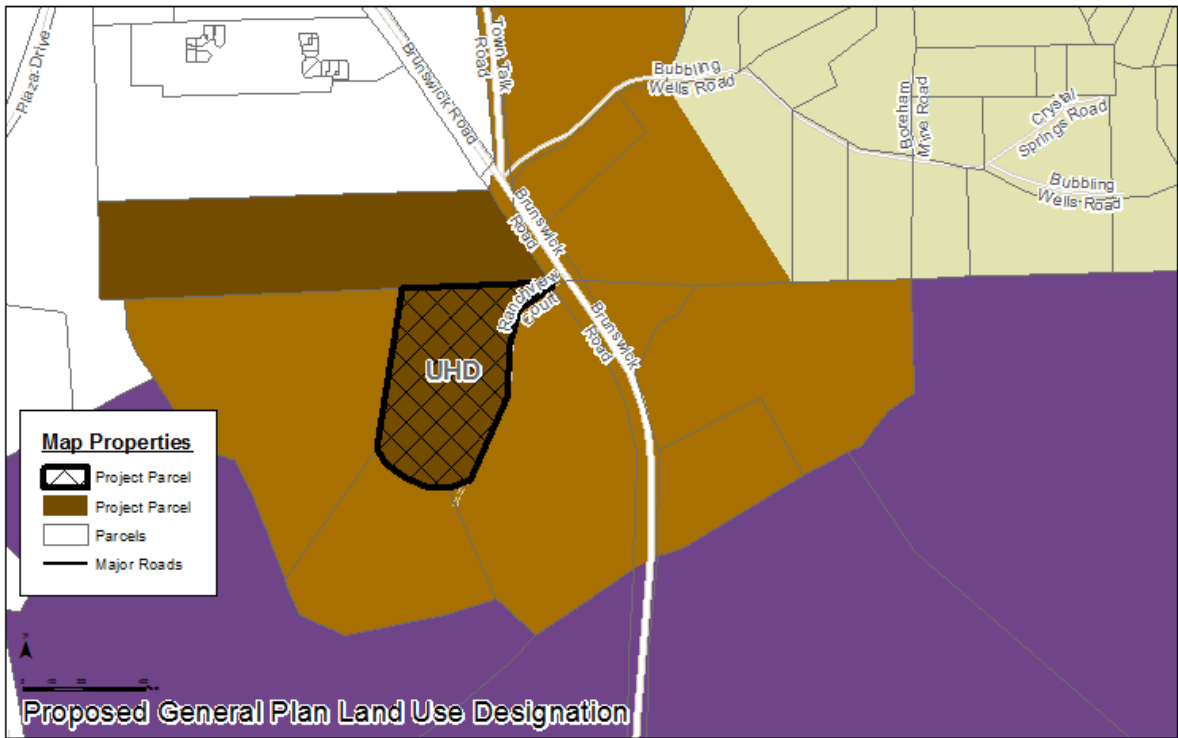 Plaza-Drive
Brunswick Road
Town Talk
Road
Bubbling
Wells Road
Boreham
Mine Road
Crystal
Springs Road
Bubbling
Wells Road
Brunswick
Road
Ranchview
Court
Brunswick
Road
UHD
Map Properties
Project Parcel
Project Parcel
Parcels
Major Roads
Proposed General Plan Land Use Designation